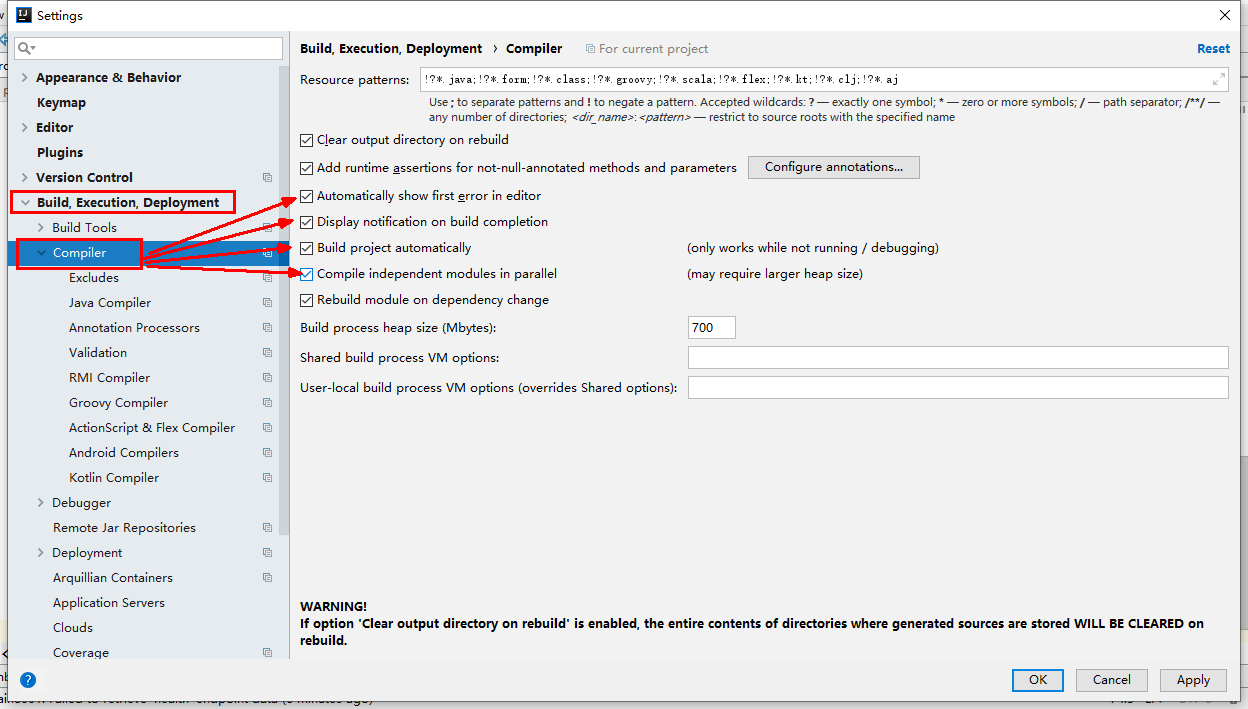 Settings
Appearance & Behavior
Keymap
Editor
Plugins
Version Control
Build, Execution, Deployment
Build Tools
Compiler
Excludes
Java Compiler
Annotation Processors
Validation
RMI Compiler
Groovy Compiler
ActionScript & Flex Compiler
Android Compilers
Kotlin Compiler
Debugger
Remote Jar Repositories
Deployment
Arquillian Containers
Application Servers
Clouds
Coverage
Build, Execution, Deployment › Compiler
For current project
Reset
Resource patterns: !?*.java;!?*.form;!?*.class;!?*.groovy;!?*.scala;!?*.flex;!?*.kt;!?*.clj;!?*.aj
Use ; to separate patterns and ! to negate a pattern. Accepted wildcards: ? — exactly one symbol; * — zero or more symbols; / — path separator; /**/ —
any number of directories; <dir_name>:<pattern> — restrict to source roots with the specified name
Clear output directory on rebuild
Add runtime assertions for not-null-annotated methods and parameters Configure annotations...
Automatically show first error in editor
Display notification on build completion
Build project automatically (only works while not running / debugging)
Compile independent modules in parallel (may require larger heap size)
Rebuild module on dependency change
Build process heap size (Mbytes): 700
Shared build process VM options:
User-local build process VM options (overrides Shared options):
WARNING!
If option 'Clear output directory on rebuild' is enabled, the entire contents of directories where generated sources are stored WILL BE CLEARED on
rebuild.
?
OK
Cancel
Apply